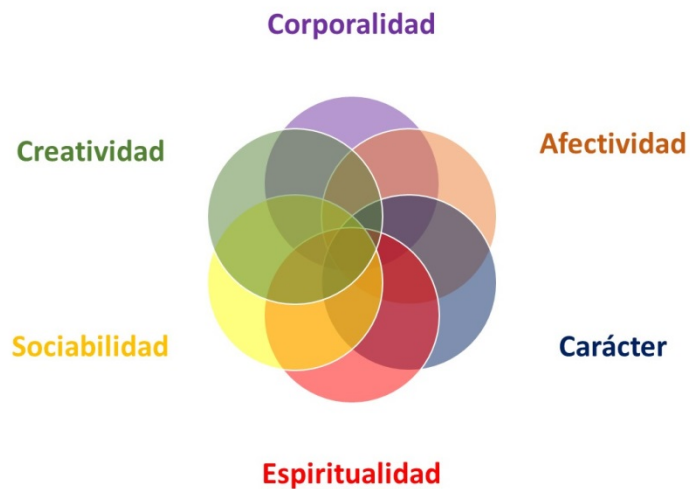 Corporalidad
Creatividad
Afectividad
Sociabilidad
Carácter
Espiritualidad